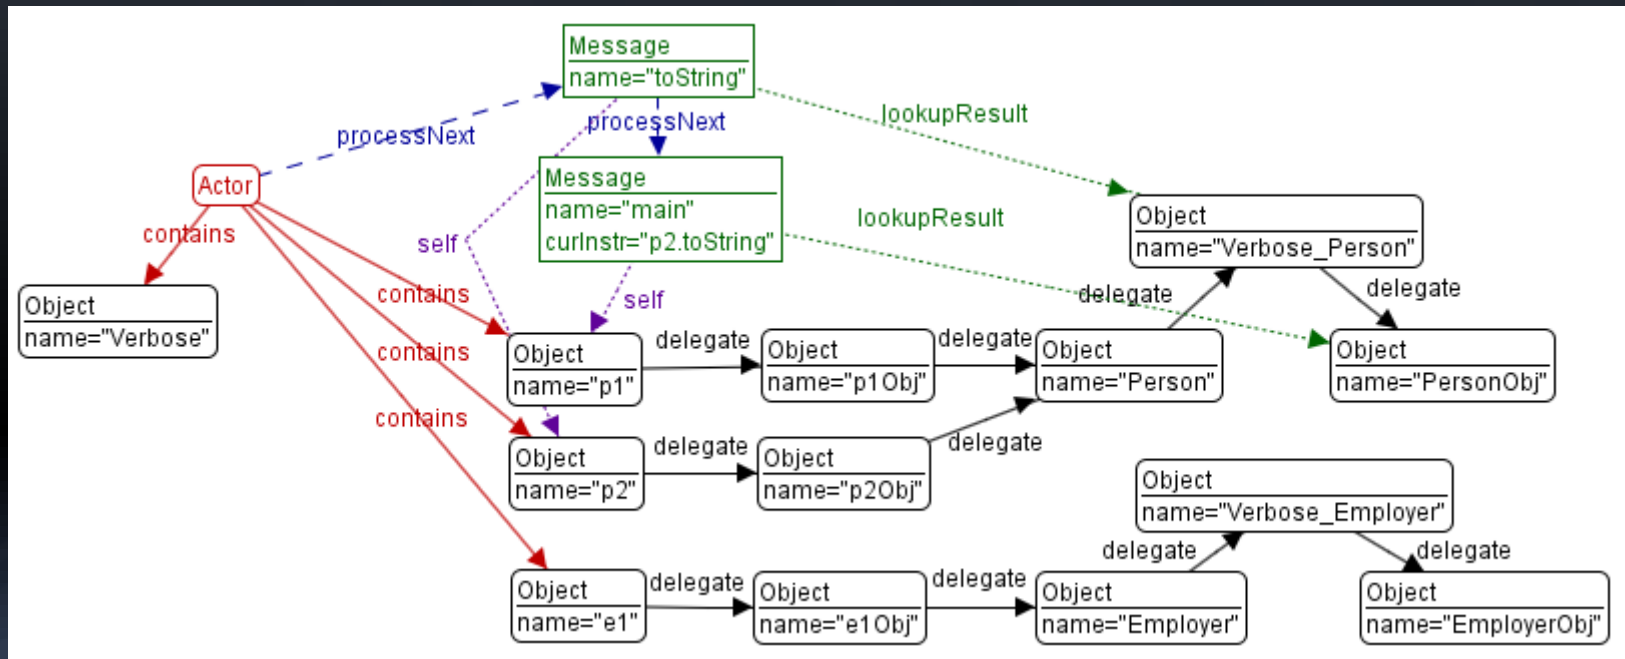 Message
name="toString"
processNext
processNext
lookupResult
Actor
Message
name="main"
curInstr="p2.toString"
lookupResult
Object
name="Verbose_Person"
contains
self
contains
self
delegate
delegate
Object
name="Verbose"
Object
name="p1"
delegate
Object
name="p1Obj"
delegate
Object
name="Person"
Object
name="PersonObj"
contains
contains
Object
name="p2"
delegate
Object
name="p2Obj"
delegate
Object
name="Verbose_Employer"
delegate
delegate
Object
name="e1"
delegate
Object
name="e1Obj"
delegate
Object
name="Employer"
Object
name="EmployerObj"